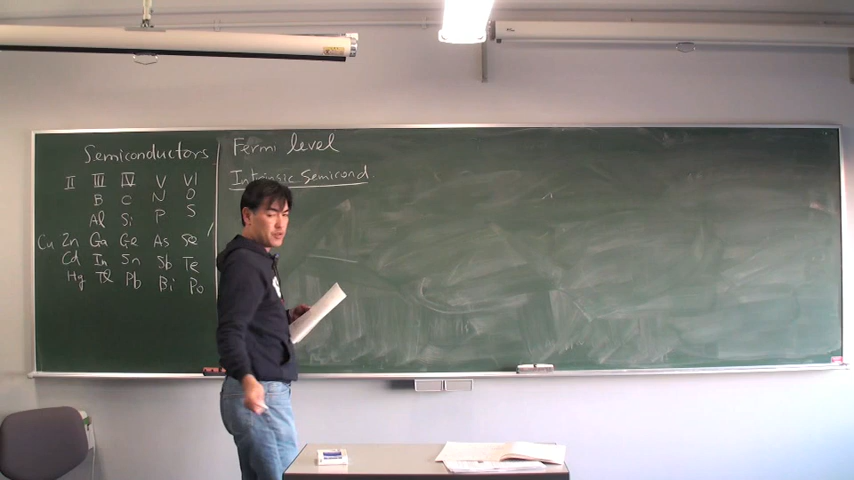 Semiconductors
II III IV V VI
B C N O
Al Si P S
Cu Zn Ga Ge As Se
Cd In Sn Sb Te
Hg Tl Pb Bi Po
Fermi level
Intrinsic Semicond.